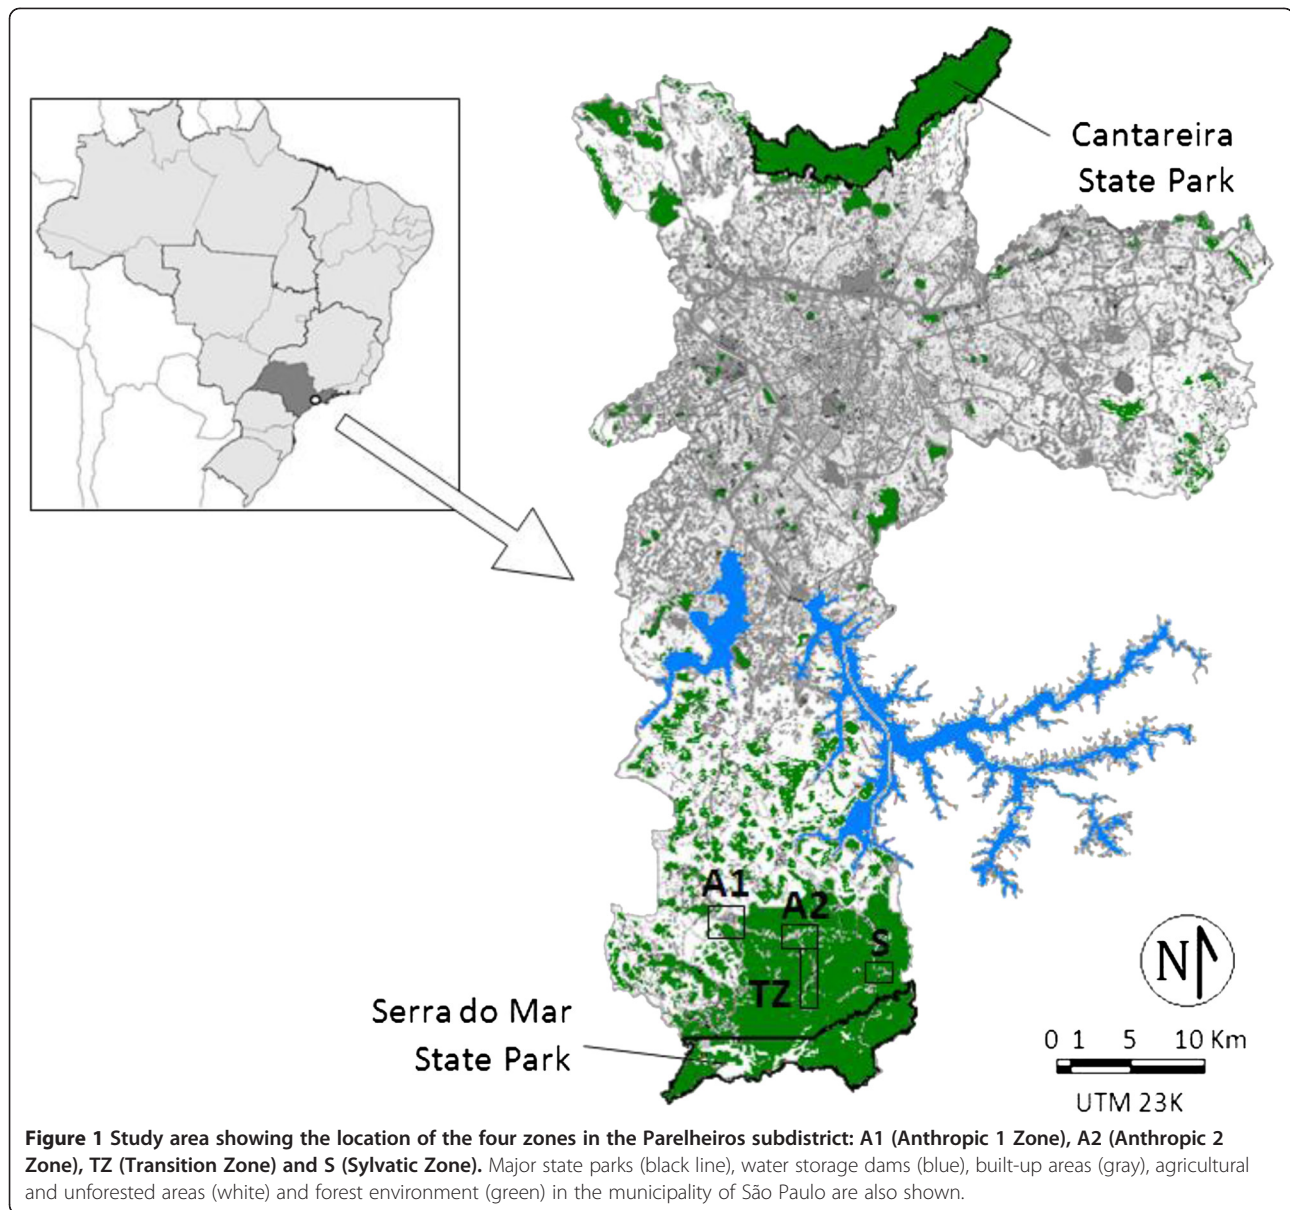 Cantareira
State Park
A1
A2
S
TZ
Serra do Mar
State Park
N
0 1 5 10 Km
UTM 23K
Figure 1 Study area showing the location of the four zones in the Parelheiros subdistrict: A1 (Anthropic 1 Zone), A2 (Anthropic 2
Zone), TZ (Transition Zone) and S (Sylvatic Zone). Major state parks (black line), water storage dams (blue), built-up areas (gray), agricultural
and unforested areas (white) and forest environment (green) in the municipality of São Paulo are also shown.